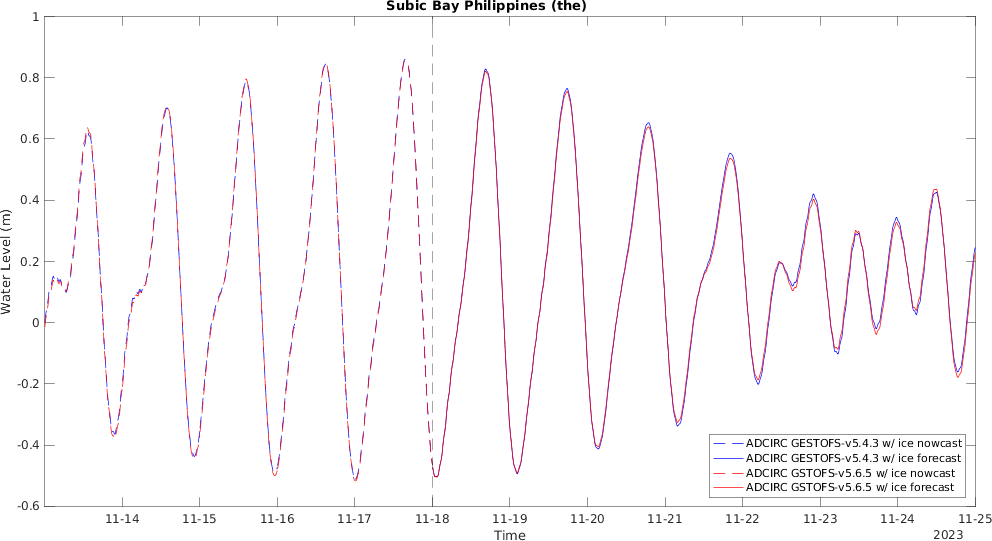 Subic Bay Philippines (the)
1
0.8
0.6
0.4
0.2
0
-0.2
-0.4
-0.6
Water Level (m)
ADCIRC GESTOFS-v5.4.3 w/ ice nowcast
ADCIRC GESTOFS-v5.4.3 w/ ice forecast
ADCIRC GSTOFS-v5.6.5 w/ ice nowcast
ADCIRC GSTOFS-v5.6.5 w/ ice forecast
11-14 11-15 11-16 11-17 11-18 11-19 11-20 11-21 11-22 11-23 11-24 11-25
Time
2023